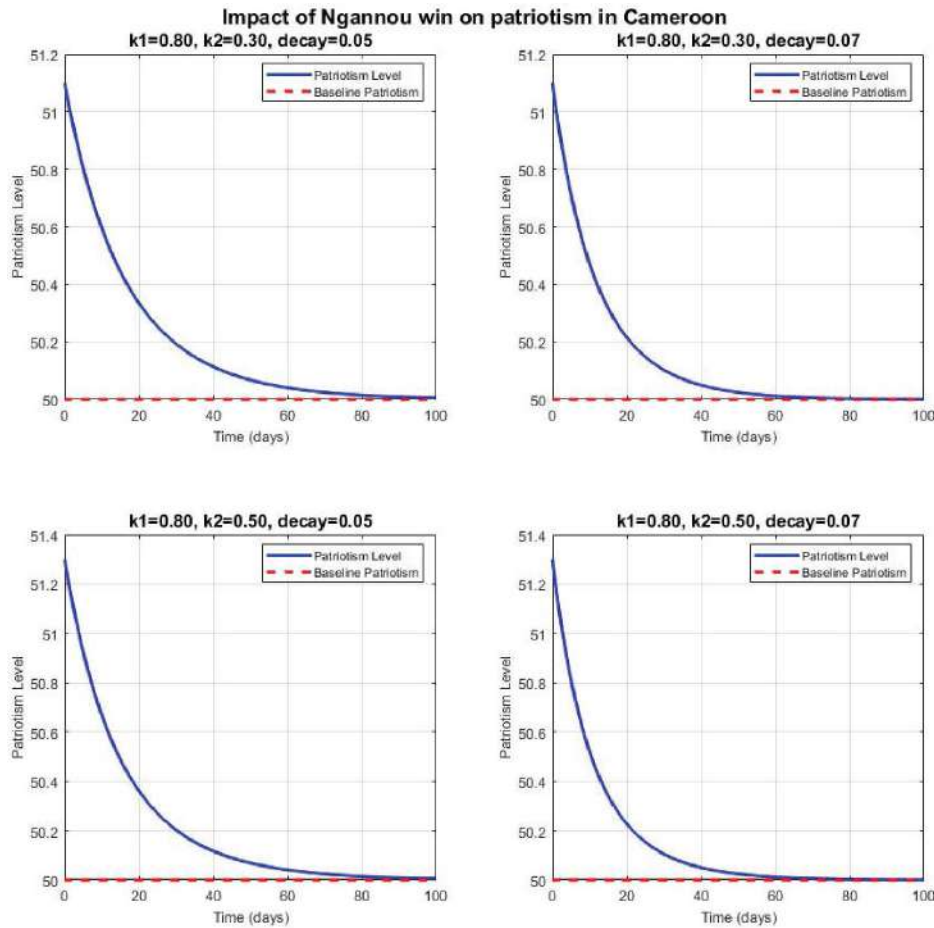 Impact of Ngannou win on patriotism in Cameroon
k1=0.80, k2=0.30, decay=0.05
51.2
51
50.8
50.6
50.4
50.2
50
Patriotism Level
Patriotism Level
Baseline Patriotism
0 20 40 60 80 100
Time (days)
k1=0.80, k2=0.30, decay=0.07
51.2
51
50.8
50.6
50.4
50.2
50
Patriotism Level
Patriotism Level
Baseline Patriotism
0 20 40 60 80 100
Time (days)
k1=0.80, k2=0.50, decay=0.05
51.4
51.2
51
50.8
50.6
50.4
50.2
50
Patriotism Level
Patriotism Level
Baseline Patriotism
0 20 40 60 80 100
Time (days)
k1=0.80, k2=0.50, decay=0.07
51.4
51.2
51
50.8
50.6
50.4
50.2
50
Patriotism Level
Patriotism Level
Baseline Patriotism
0 20 40 60 80 100
Time (days)